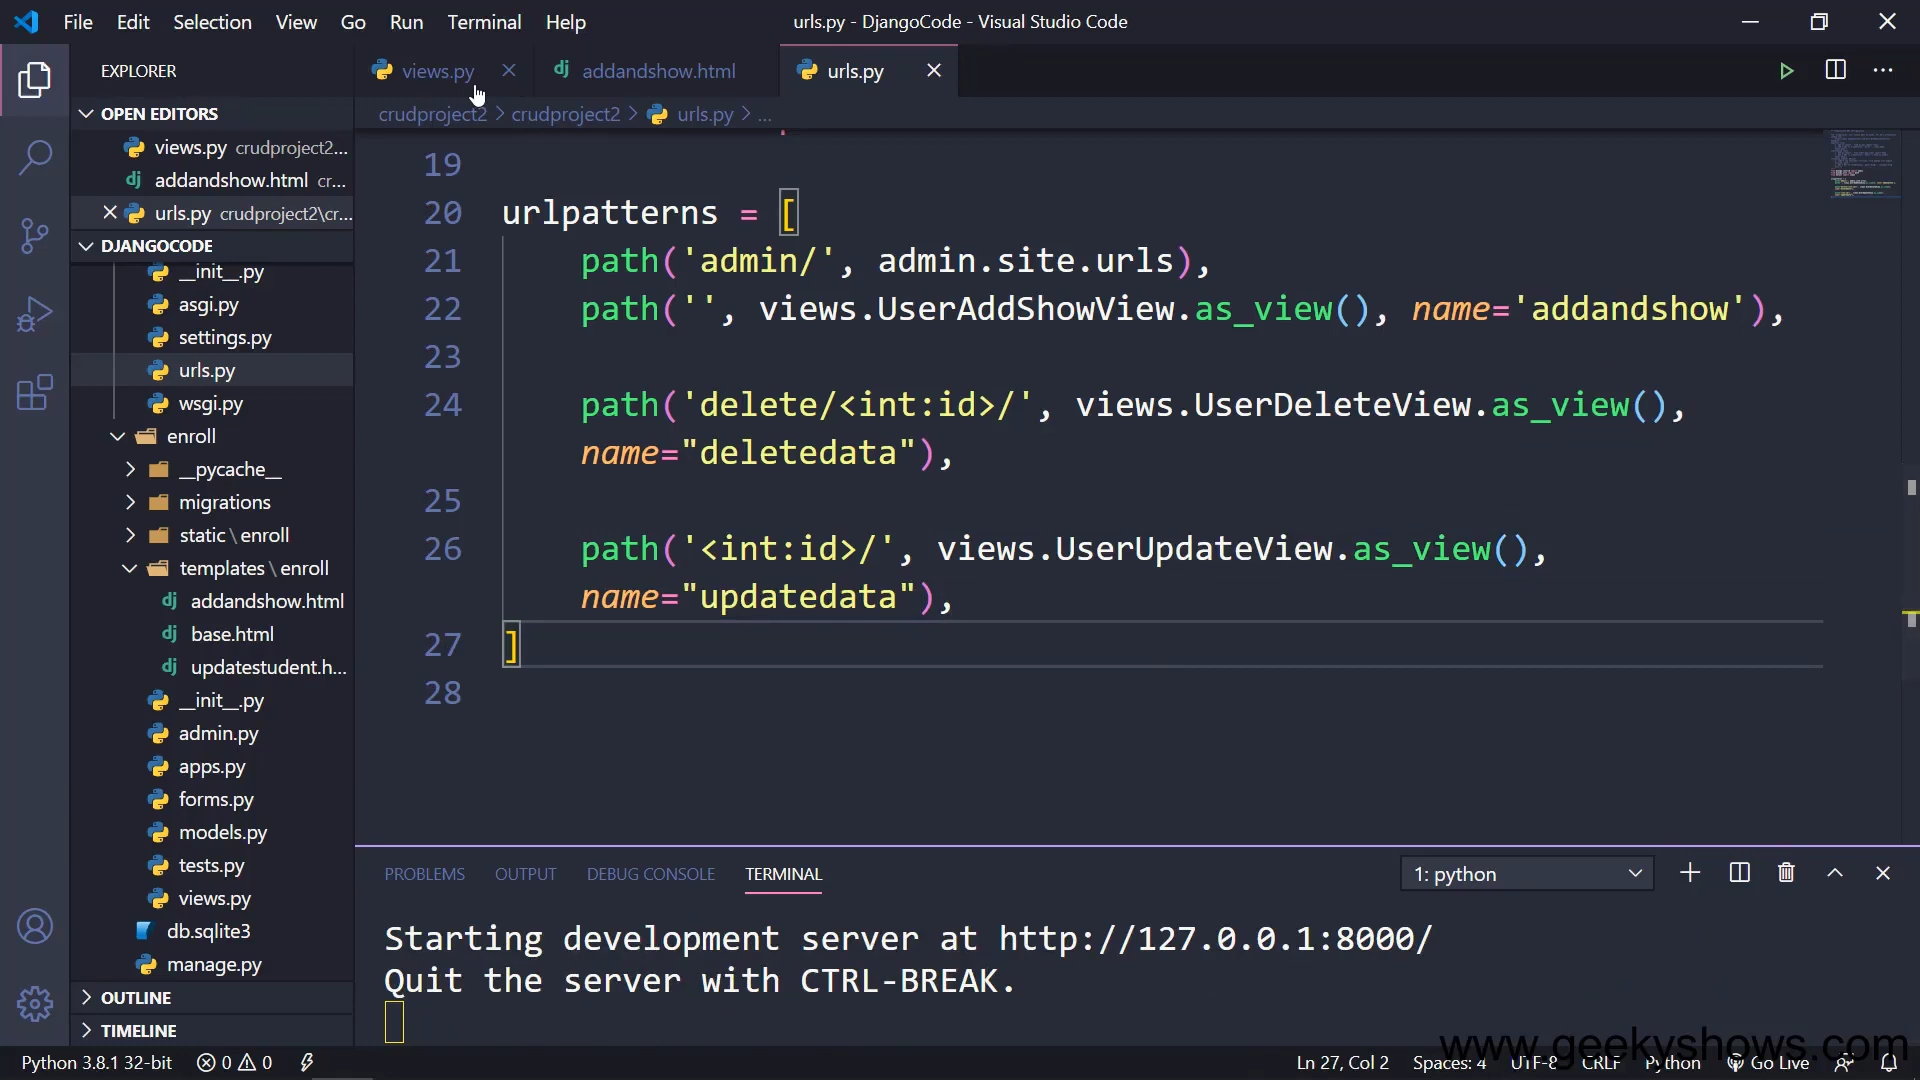 File Edit Selection View Go Run Terminal Help urls.py - DjangoCode - Visual Studio Code
EXPLORER
views.py
addandshow.html
urls.py
OPEN EDITORS
crudproject2 > crudproject2 > urls.py > ...
views.py crudproject2...
addandshow.html cr...
urls.py crudproject2\cr...
DJANGOCODE
__init__.py
asgi.py
settings.py
urls.py
wsgi.py
enroll
__pycache__
migrations
static\enroll
templates\enroll
addandshow.html
base.html
updatestudent.h...
__init__.py
admin.py
apps.py
forms.py
models.py
tests.py
views.py
db.sqlite3
manage.py
OUTLINE
TIMELINE
19
20 urlpatterns = [
21 path('admin/', admin.site.urls),
22 path('', views.UserAddShowView.as_view(), name='addandshow'),
23
24 path('delete/<int:id>/', views.UserDeleteView.as_view(),
name="deletedata"),
25
26 path('<int:id>/', views.UserUpdateView.as_view(),
name="updatedata"),
27 ]
28
PROBLEMS OUTPUT DEBUG CONSOLE TERMINAL 1: python
Starting development server at http://127.0.0.1:8000/
Quit the server with CTRL-BREAK.
www.geekyshows.com
Python 3.8.1 32-bit 0 0 Ln 27, Col 2 Spaces: 4 UTF-8 CRLF Python Go Live